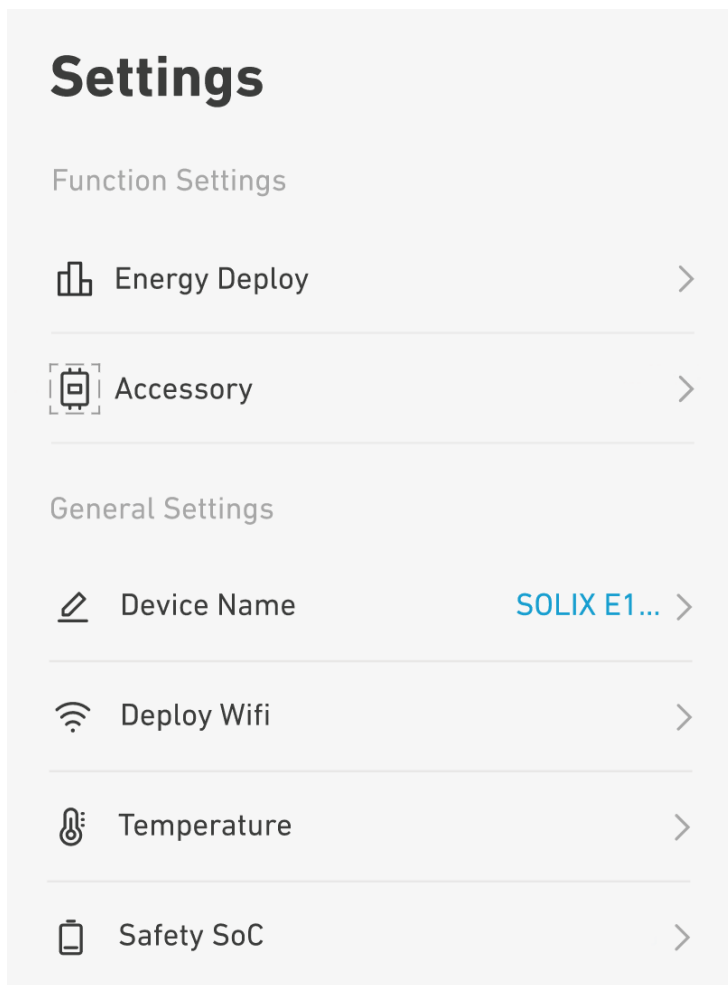 Settings
Function Settings
Energy Deploy
Accessory
General Settings
Device Name SOLIX E1...
Deploy Wifi
Temperature
Safety SoC